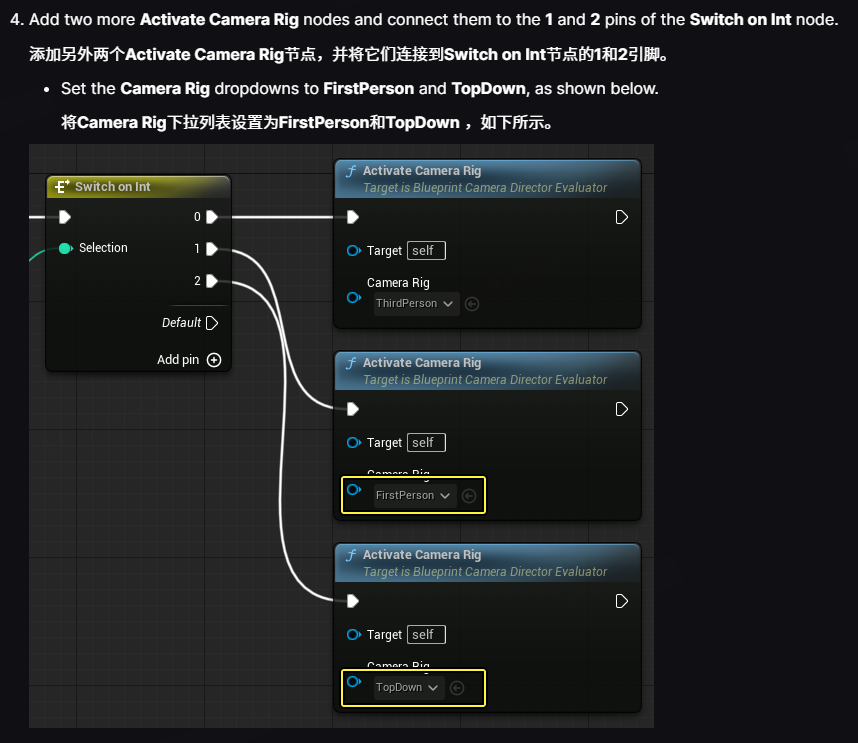 4. Add two more Activate Camera Rig nodes and connect them to the 1 and 2 pins of the Switch on Int node.
添加另外两个Activate Camera Rig节点，并将它们连接到Switch on Int节点的1和2引脚。
• Set the Camera Rig dropdowns to FirstPerson and TopDown, as shown below.
将Camera Rig下拉列表设置为FirstPerson和TopDown ，如下所示。
Switch on Int
0
Selection
1
2
Default
Add pin
Activate Camera Rig
Target is Blueprint Camera Director Evaluator
Target self
Camera Rig
ThirdPerson
Activate Camera Rig
Target is Blueprint Camera Director Evaluator
Target self
Camera Rig
FirstPerson
Activate Camera Rig
Target is Blueprint Camera Director Evaluator
Target self
Camera Rig
TopDown